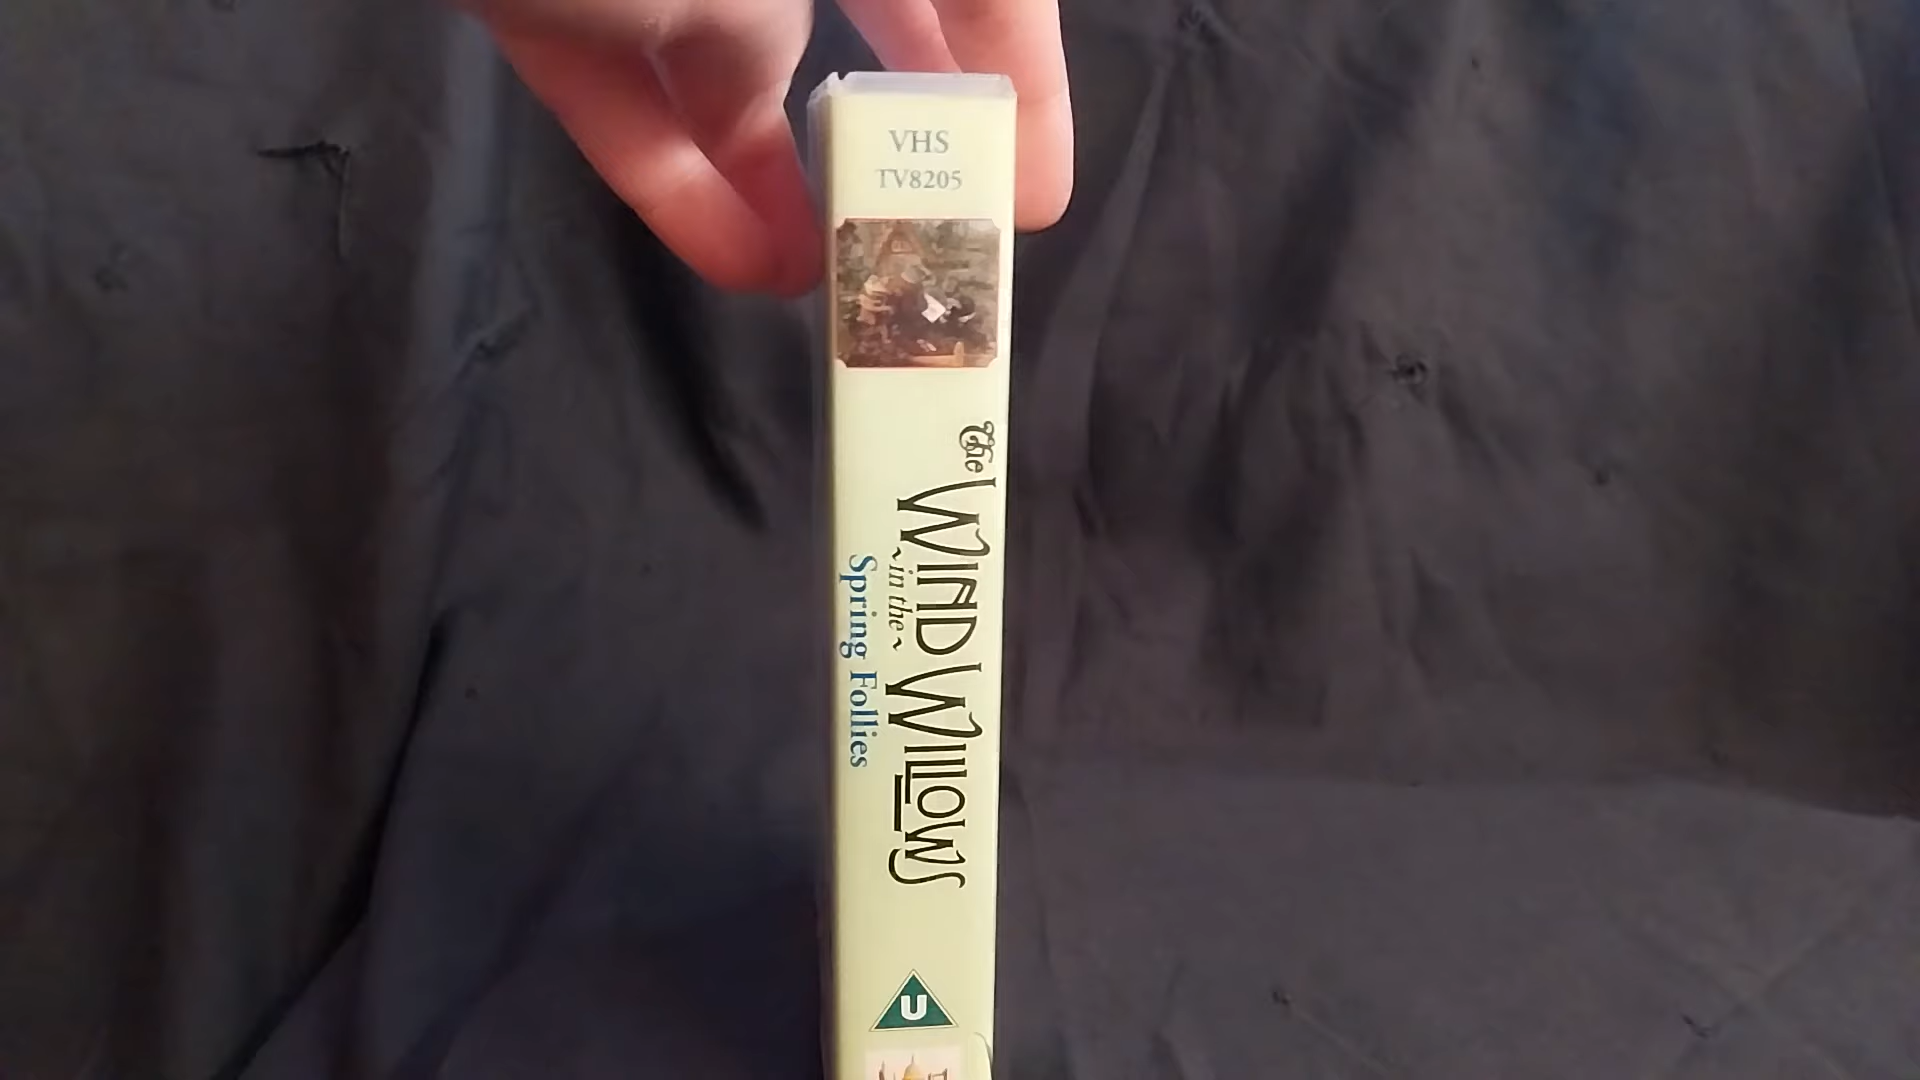 VHS
TV8205
The WIND
~in the~
WILLOWS
Spring Follies
U